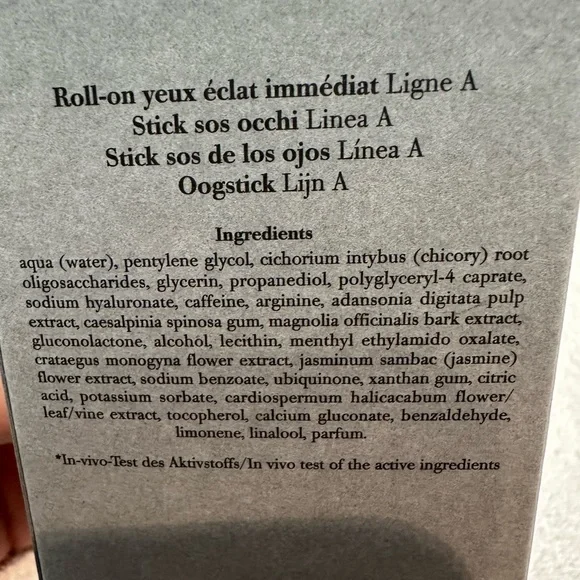 Roll-on yeux éclat immédiat Ligne A
Stick sos occhi Linea A
Stick sos de los ojos Línea A
Oogstick Lijn A
Ingredients
aqua (water), pentylene glycol, cichorium intybus (chicory) root
oligosaccharides, glycerin, propanediol, polyglyceryl-4 caprate,
sodium hyaluronate, caffeine, arginine, adansonia digitata pulp
extract, caesalpinia spinosa gum, magnolia officinalis bark extract,
gluconolactone, alcohol, lecithin, menthyl ethylamido oxalate,
crataegus monogyna flower extract, jasminum sambac (jasmine)
flower extract, sodium benzoate, ubiquinone, xanthan gum, citric
acid, potassium sorbate, cardiospermum halicacabum flower/
leaf/vine extract, tocopherol, calcium gluconate, benzaldehyde,
limonene, linalool, parfum.
*In-vivo-Test des Aktivstoffs/In vivo test of the active ingredients